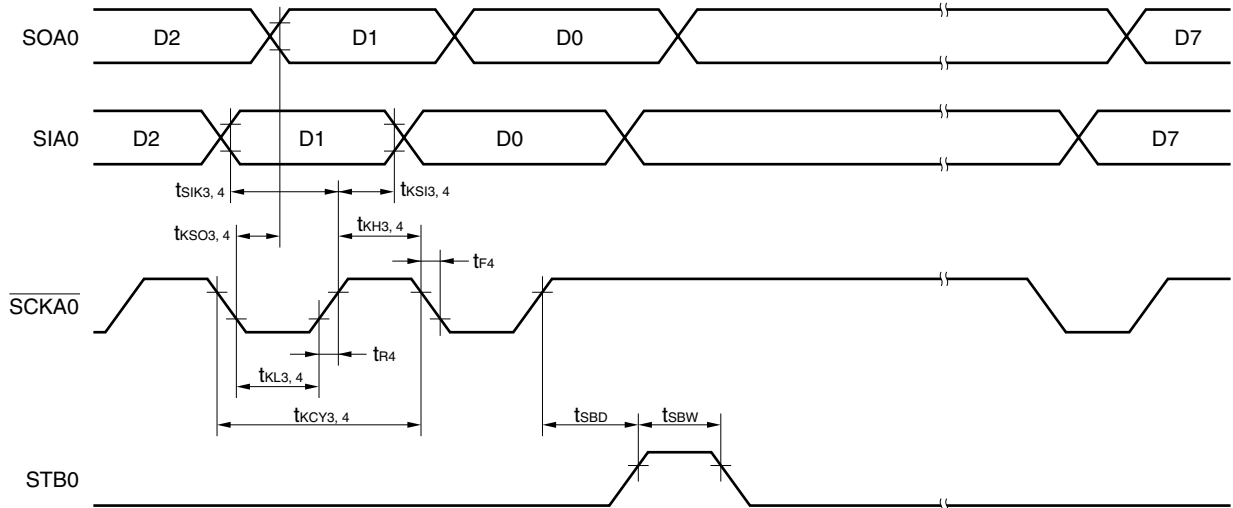 SOA0
D2
D1
D0
D7
SIA0
D2
D1
D0
D7
tSIK3, 4
tKSI3, 4
tKSO3, 4
tKH3, 4
tF4
SCKA0
tR4
tKL3, 4
tKCY3, 4
tSBD
tSBW
STB0